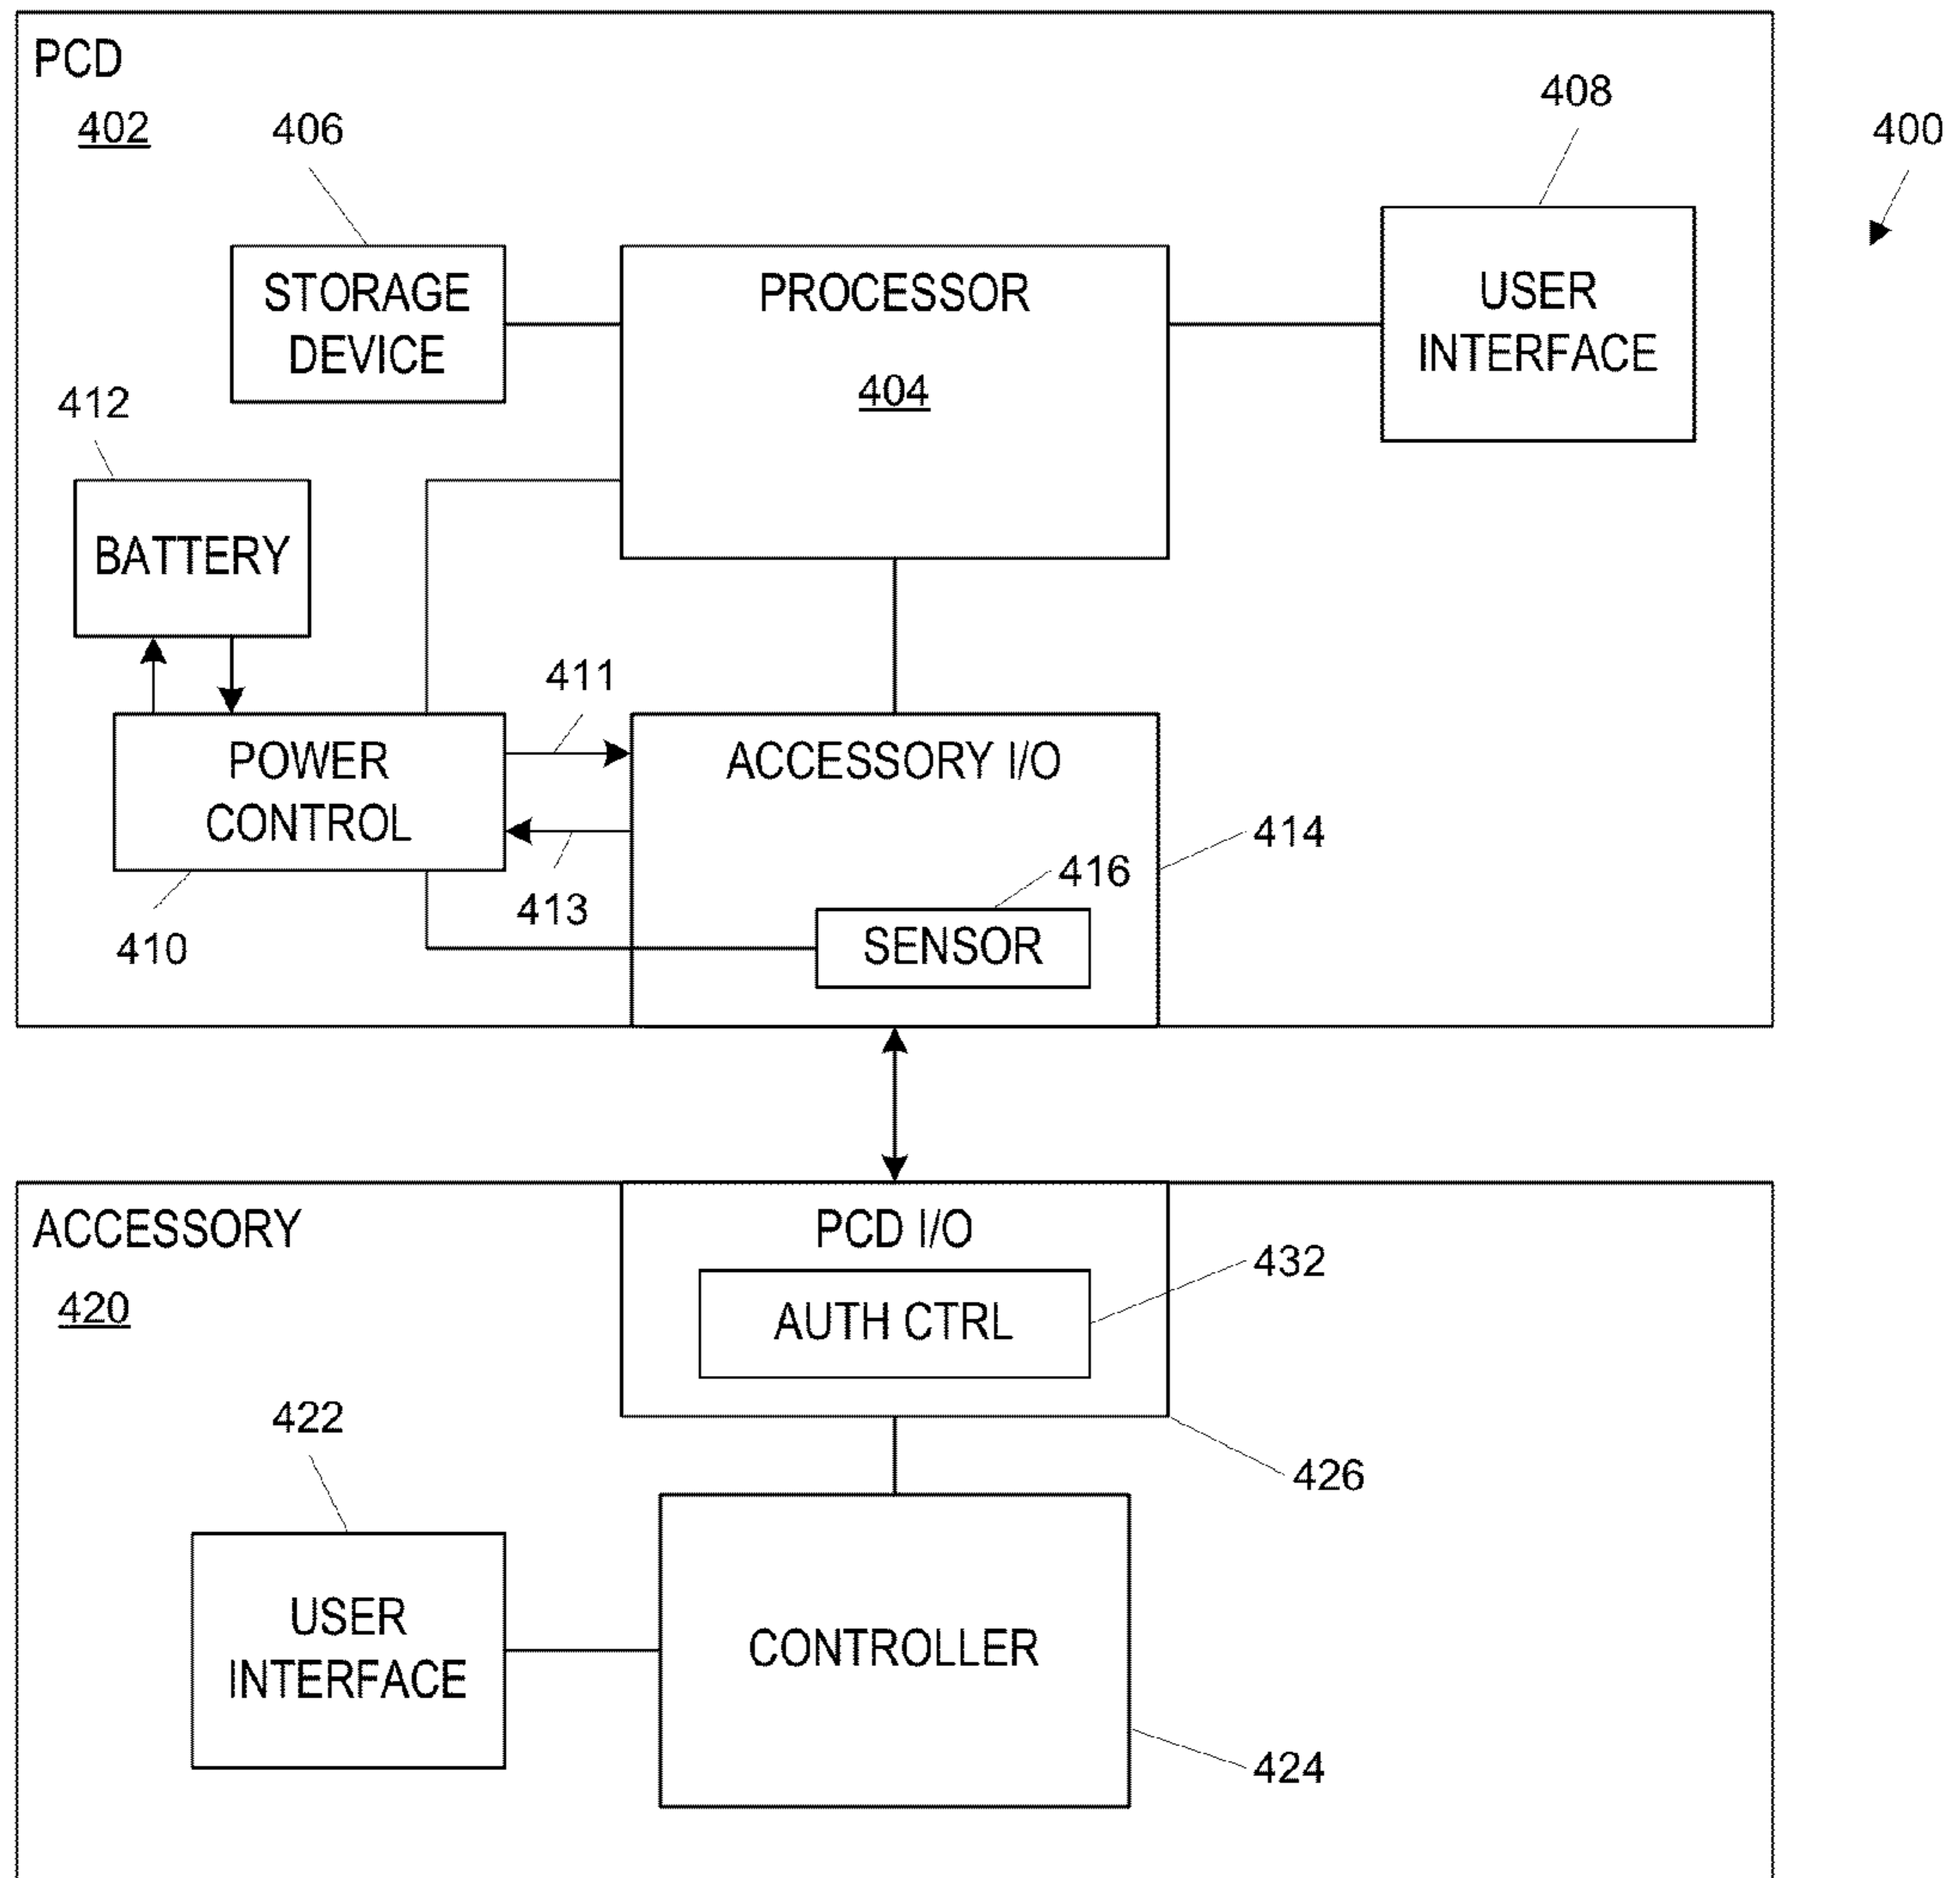 PCD
402
406
408
400
STORAGE
DEVICE
PROCESSOR
404
USER
INTERFACE
412
BATTERY
411
POWER
CONTROL
ACCESSORY I/O
414
413
416
410
SENSOR
ACCESSORY
420
PCD I/O
432
AUTH CTRL
422
426
USER
INTERFACE
CONTROLLER
424